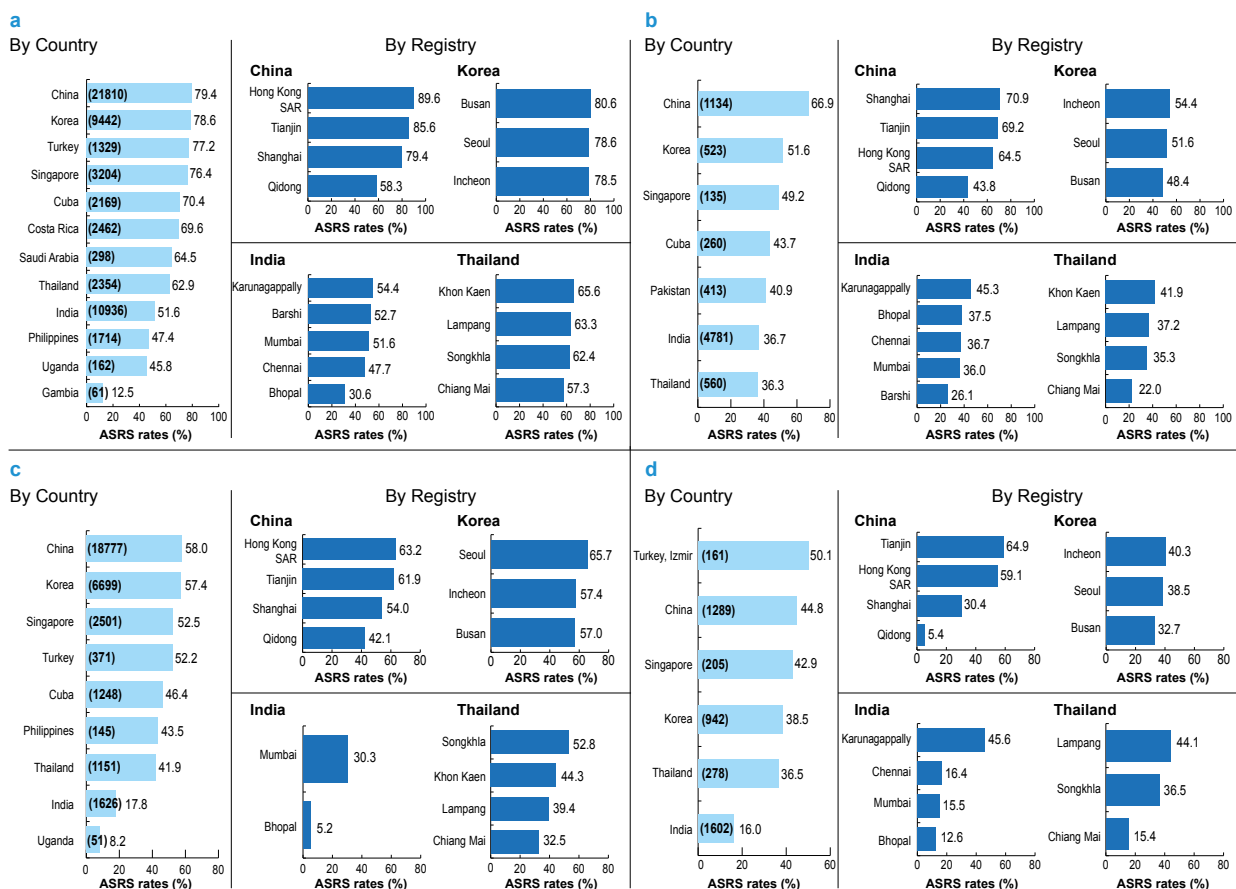 a
By Country
China (21810) 79.4
Korea (9442) 78.6
Turkey (1329) 77.2
Singapore (3204) 76.4
Cuba (2169) 70.4
Costa Rica (2462) 69.6
Saudi Arabia (298) 64.5
Thailand (2354) 62.9
India (10936) 51.6
Philippines (1714) 47.4
Uganda (162) 45.8
Gambia (61) 12.5
0 20 40 60 80 100
ASRS rates (%)
By Registry
China
Hong Kong
SAR 89.6
Tianjin 85.6
Shanghai 79.4
Qidong 58.3
0 20 40 60 80 100
ASRS rates (%)
Korea
Busan 80.6
Seoul 78.6
Incheon 78.5
0 20 40 60 80 100
ASRS rates (%)
India
Karunagappally 54.4
Barshi 52.7
Mumbai 51.6
Chennai 47.7
Bhopal 30.6
0 20 40 60 80 100
ASRS rates (%)
Thailand
Khon Kaen 65.6
Lampang 63.3
Songkhla 62.4
Chiang Mai 57.3
0 20 40 60 80 100
ASRS rates (%)
b
By Country
China (1134) 66.9
Korea (523) 51.6
Singapore (135) 49.2
Cuba (260) 43.7
Pakistan (413) 40.9
India (4781) 36.7
Thailand (560) 36.3
0 20 40 60 80
ASRS rates (%)
By Registry
China
Shanghai 70.9
Tianjin 69.2
Hong Kong
SAR 64.5
Qidong 43.8
0 20 40 60 80 100
ASRS rates (%)
Korea
Incheon 54.4
Seoul 51.6
Busan 48.4
0 20 40 60 80 100
ASRS rates (%)
India
Karunagappally 45.3
Bhopal 37.5
Chennai 36.7
Mumbai 36.0
Barshi 26.1
0 20 40 60 80 100
ASRS rates (%)
Thailand
Khon Kaen 41.9
Lampang 37.2
Songkhla 35.3
Chiang Mai 22.0
0 20 40 60 80 100
ASRS rates (%)
c
By Country
China (18777) 58.0
Korea (6699) 57.4
Singapore (2501) 52.5
Turkey (371) 52.2
Cuba (1248) 46.4
Philippines (145) 43.5
Thailand (1151) 41.9
India (1626) 17.8
Uganda (51) 8.2
0 20 40 60 80
ASRS rates (%)
By Registry
China
Hong Kong
SAR 63.2
Tianjin 61.9
Shanghai 54.0
Qidong 42.1
0 20 40 60 80
ASRS rates (%)
Korea
Seoul 65.7
Incheon 57.4
Busan 57.0
0 20 40 60 80
ASRS rates (%)
India
Mumbai 30.3
Bhopal 5.2
0 20 40 60 80
ASRS rates (%)
Thailand
Songkhla 52.8
Khon Kaen 44.3
Lampang 39.4
Chiang Mai 32.5
0 20 40 60 80
ASRS rates (%)
d
By Country
Turkey, Izmir (161) 50.1
China (1289) 44.8
Singapore (205) 42.9
Korea (942) 38.5
Thailand (278) 36.5
India (1602) 16.0
0 20 40 60 80
ASRS rates (%)
By Registry
China
Tianjin 64.9
Hong Kong
SAR 59.1
Shanghai 30.4
Qidong 5.4
0 20 40 60 80
ASRS rates (%)
Korea
Incheon 40.3
Seoul 38.5
Busan 32.7
0 20 40 60 80
ASRS rates (%)
India
Karunagappally 45.6
Chennai 16.4
Mumbai 15.5
Bhopal 12.6
0 20 40 60 80
ASRS rates (%)
Thailand
Lampang 44.1
Songkhla 36.5
Chiang Mai 15.4
0 20 40 60 80
ASRS rates (%)